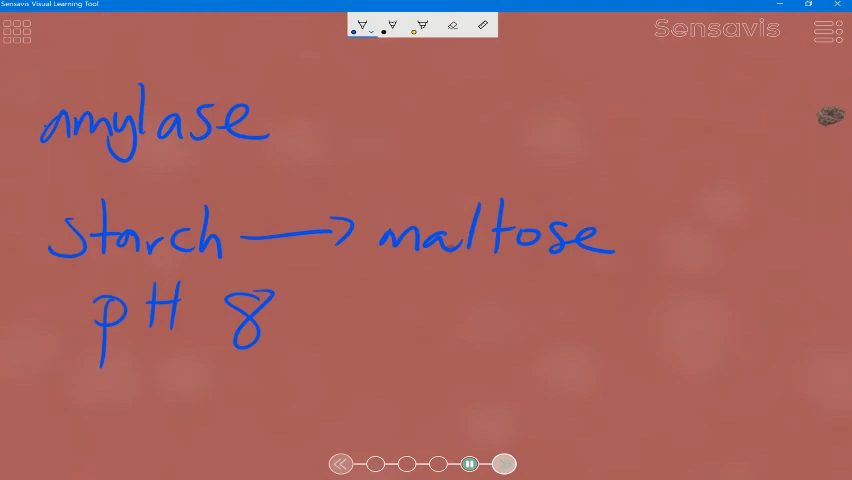 Sensavis Visual Learning Tool
Sensavis
amylase
starch → maltose
pH 8